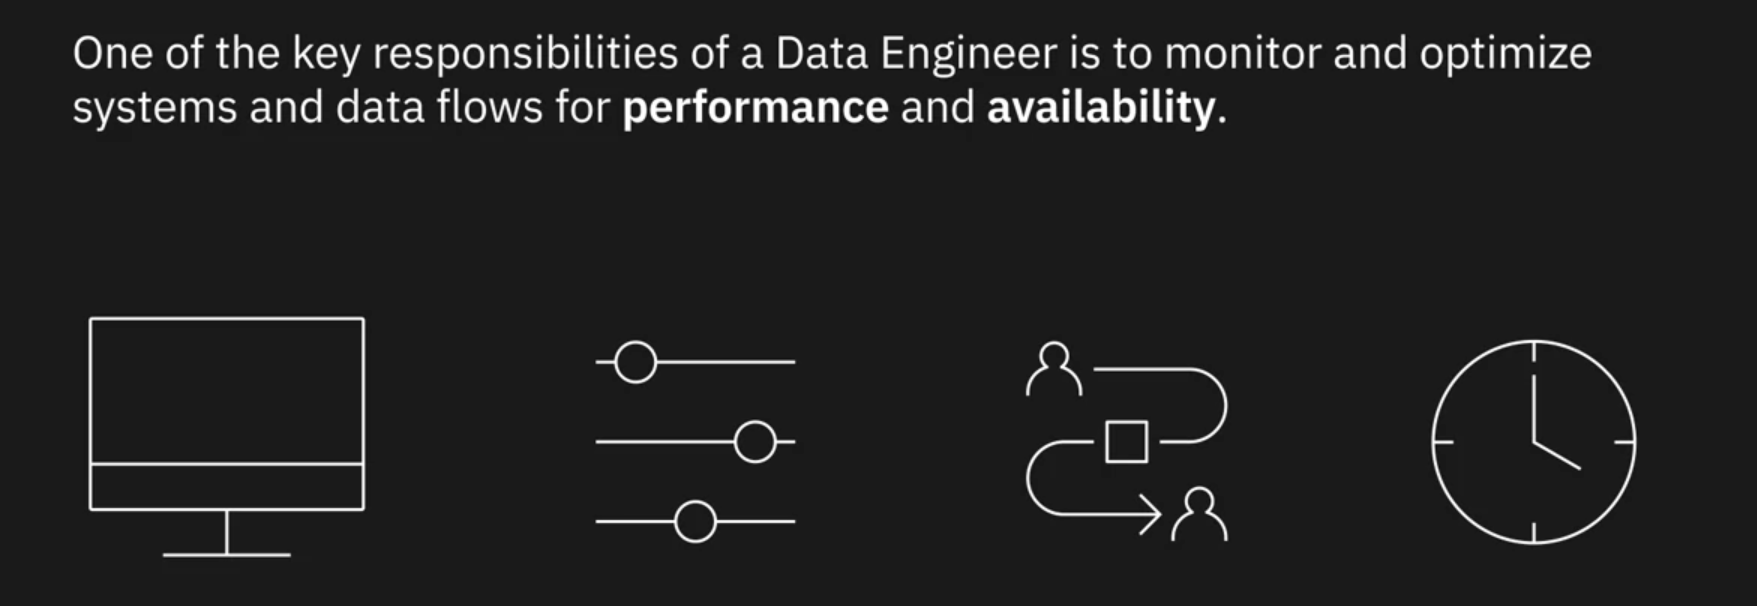 One of the key responsibilities of a Data Engineer is to monitor and optimize
systems and data flows for performance and availability.